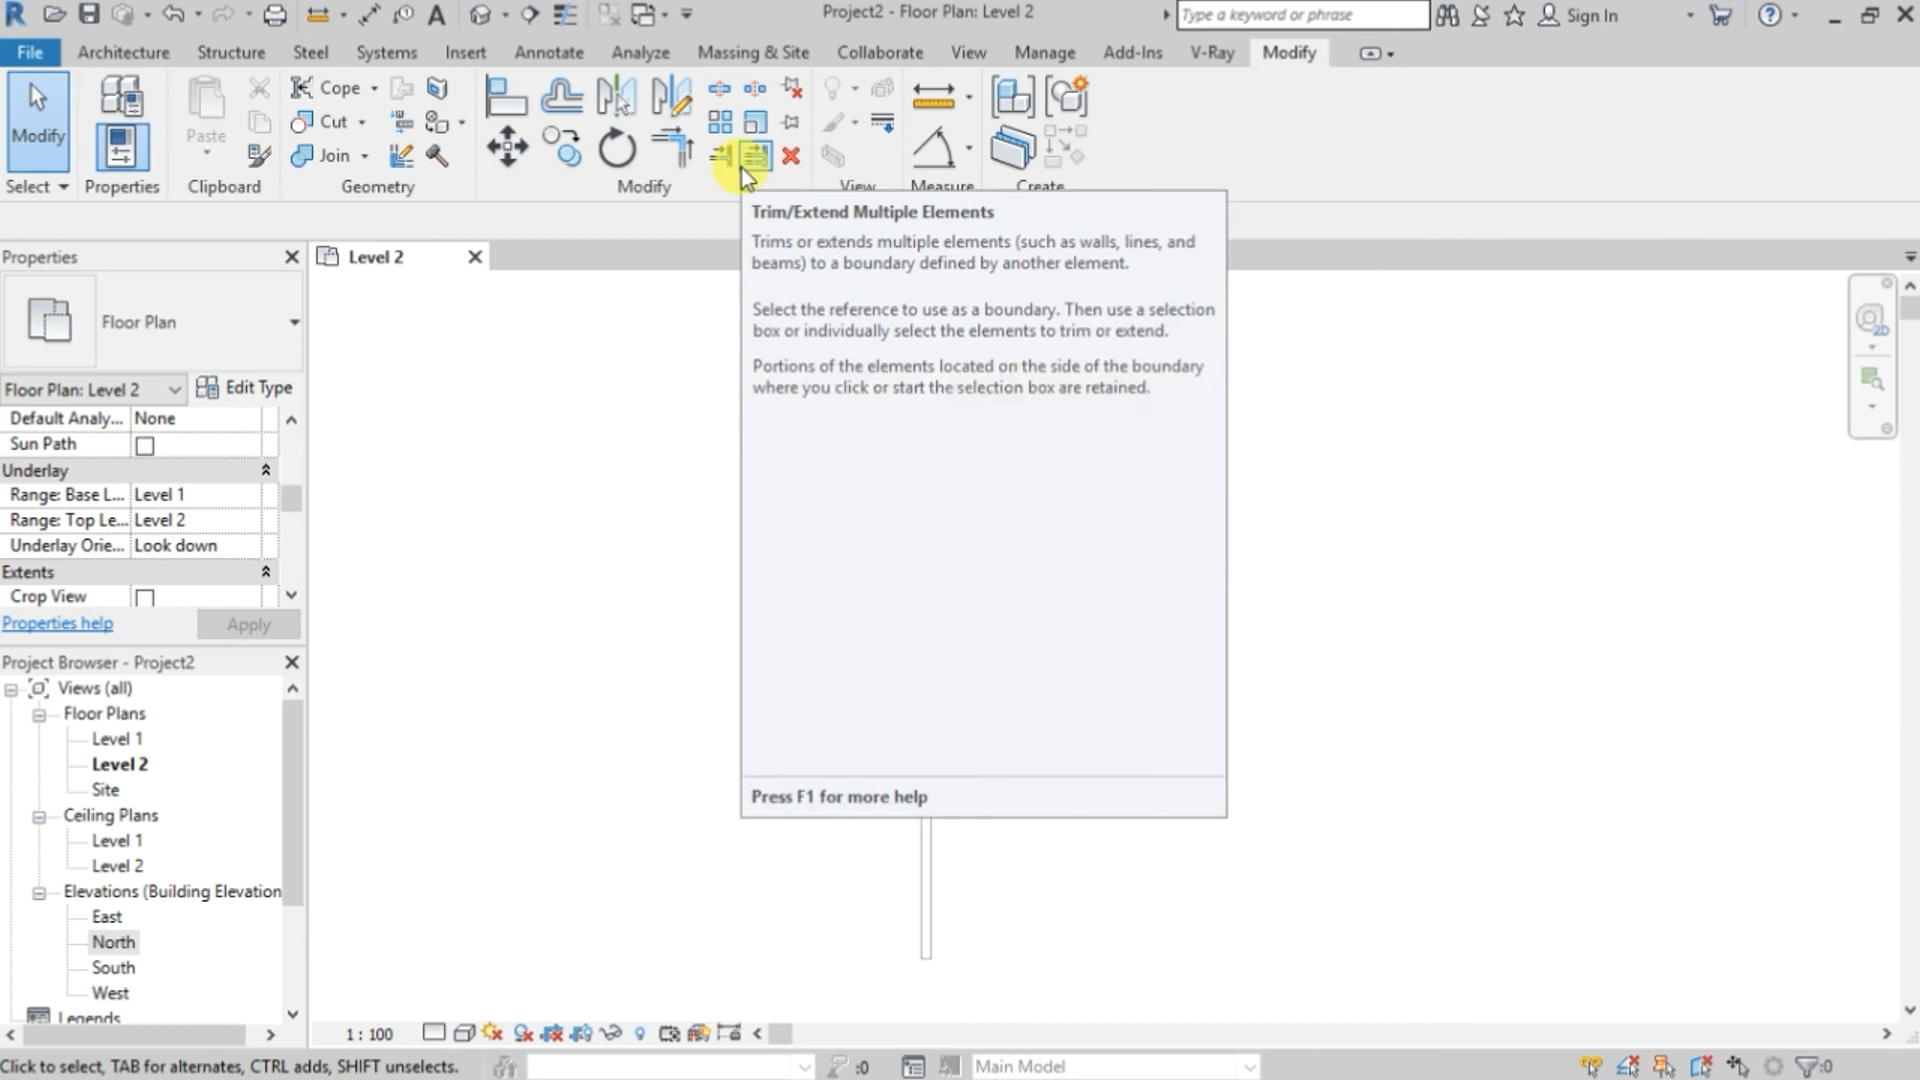 Project2 - Floor Plan: Level 2
Type a keyword or phrase
Sign In
File
Architecture
Structure
Steel
Systems
Insert
Annotate
Analyze
Massing & Site
Collaborate
View
Manage
Add-Ins
V-Ray
Modify
Modify
Paste
Cope
Cut
Join
Select
Properties
Clipboard
Geometry
Modify
View
Measure
Create
Trim/Extend Multiple Elements
Trims or extends multiple elements (such as walls, lines, and
beams) to a boundary defined by another element.
Select the reference to use as a boundary. Then use a selection
box or individually select the elements to trim or extend.
Portions of the elements located on the side of the boundary
where you click or start the selection box are retained.
Press F1 for more help
Properties
Level 2
2D
Floor Plan
Floor Plan: Level 2
Edit Type
Default Analy... None
Sun Path
Underlay
Range: Base L... Level 1
Range: Top Le... Level 2
Underlay Orie... Look down
Extents
Crop View
Properties help
Apply
Project Browser - Project2
Views (all)
Floor Plans
Level 1
Level 2
Site
Ceiling Plans
Level 1
Level 2
Elevations (Building Elevation
East
North
South
West
Legends
1 : 100
Click to select, TAB for alternates, CTRL adds, SHIFT unselects.
:0
Main Model
:0